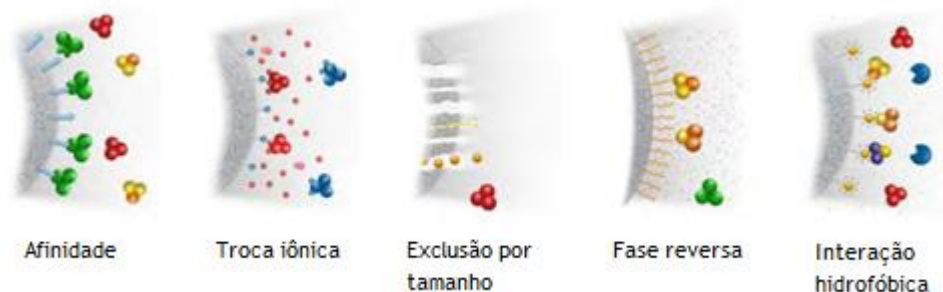 Afinidade
Troca iônica
Exclusão por
tamanho
Fase reversa
Interação
hidrofóbica